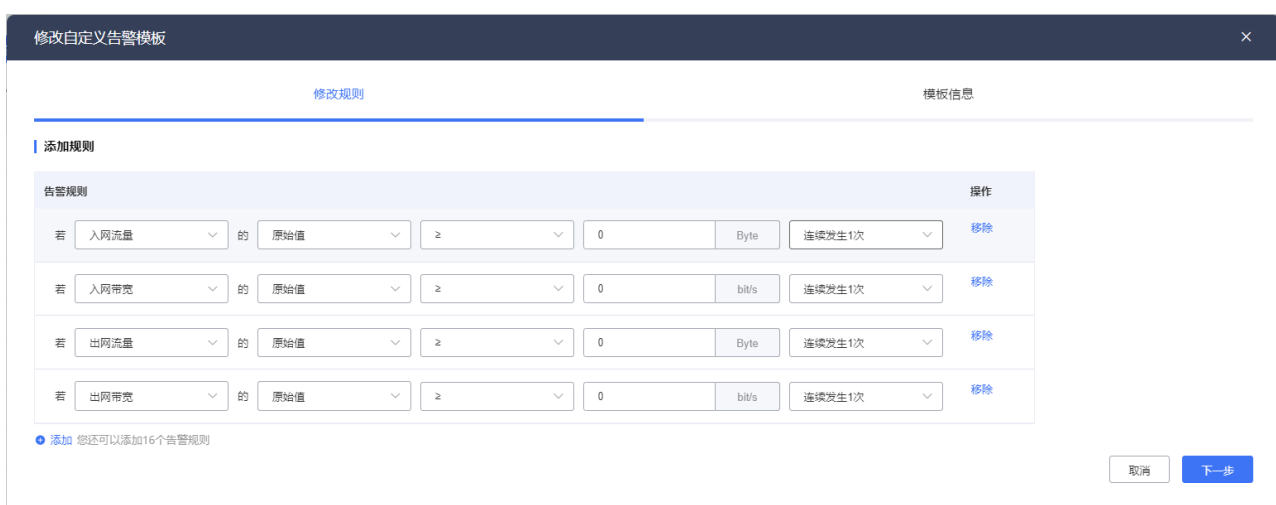 修改自定义告警模板
修改规则 模板信息
添加规则
告警规则 操作
若 入网流量 的 原始值 ≥ 0 Byte 连续发生1次 移除
若 入网带宽 的 原始值 ≥ 0 bit/s 连续发生1次 移除
若 出网流量 的 原始值 ≥ 0 Byte 连续发生1次 移除
若 出网带宽 的 原始值 ≥ 0 bit/s 连续发生1次 移除
添加 您还可以添加16个告警规则
取消 下一步